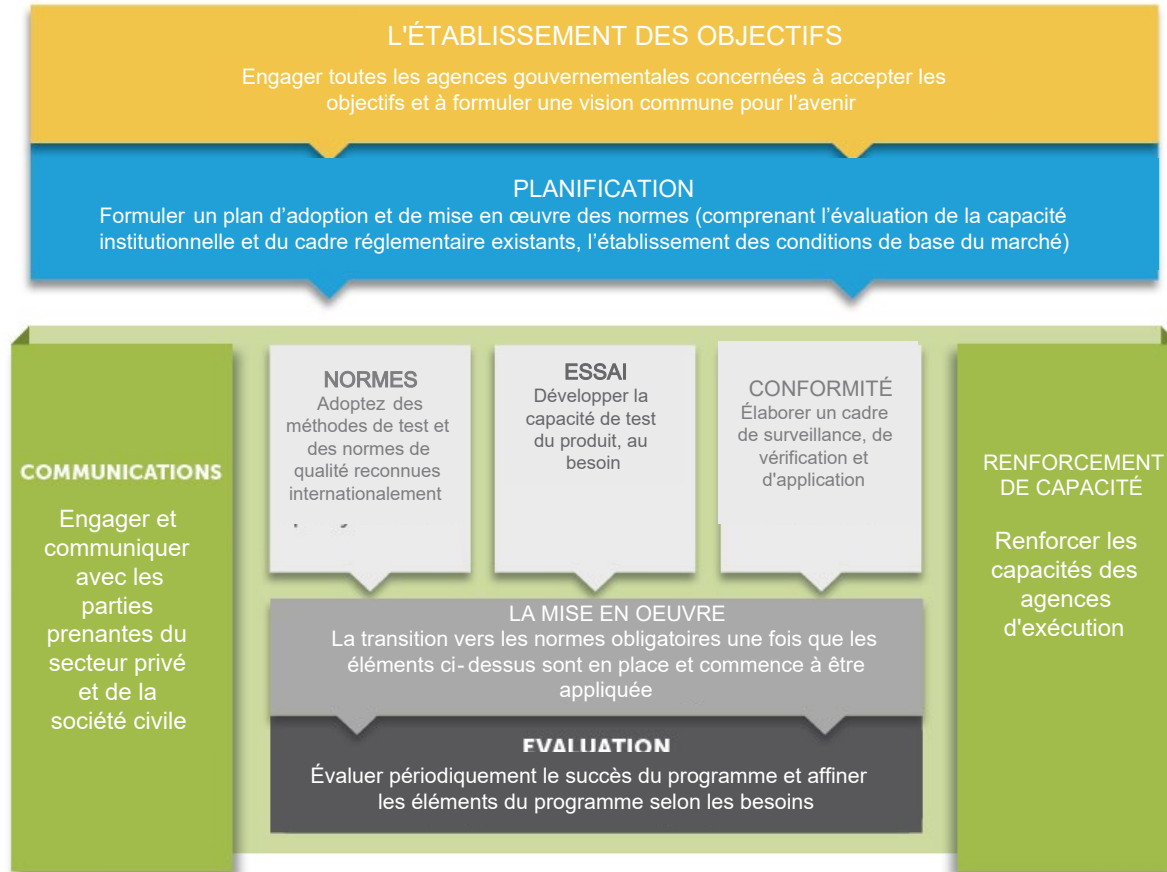 L'ÉTABLISSEMENT DES OBJECTIFS
Engager toutes les agences gouvernementales concernées à accepter les
objectifs et à formuler une vision commune pour l'avenir
PLANIFICATION
Formuler un plan d’adoption et de mise en œuvre des normes (comprenant l’évaluation de la capacité
institutionnelle et du cadre réglementaire existants, l’établissement des conditions de base du marché)
COMMUNICATIONS
Engager et
communiquer
avec les
parties
prenantes du
secteur privé
et de la
société civile
NORMES
Adoptez des
méthodes de test et
des normes de
qualité reconnues
internationalement
ESSAI
Développer la
capacité de test
du produit, au
besoin
CONFORMITÉ
Élaborer un cadre
de surveillance, de
vérification et
d'application
RENFORCEMENT
DE CAPACITÉ
Renforcer les
capacités des
agences
d'exécution
LA MISE EN OEUVRE
La transition vers les normes obligatoires une fois que les
éléments ci-dessus sont en place et commence à être
appliquée
EVALUATION
Évaluer périodiquement le succès du programme et affiner
les éléments du programme selon les besoins